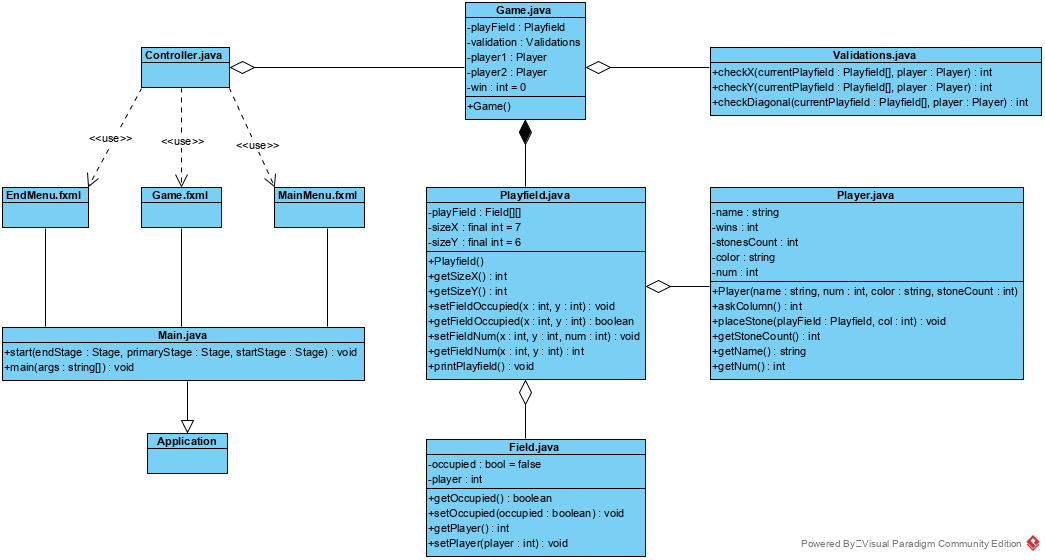 Game.java
-playField : Playfield
-validation : Validations
-player1 : Player
-player2 : Player
-win : int = 0
+Game()
Controller.java
Validations.java
+checkX(currentPlayfield : Playfield[], player : Player) : int
+checkY(currentPlayfield : Playfield[], player : Player) : int
+checkDiagonal(currentPlayfield : Playfield[], player : Player) : int
<<use>>
<<use>>
<<use>>
EndMenu.fxml
Game.fxml
MainMenu.fxml
Playfield.java
-playField : Field[][]
-sizeX : final int = 7
-sizeY : final int = 6
+Playfield()
+getSizeX() : int
+getSizeY() : int
+setFieldOccupied(x : int, y : int) : void
+getFieldOccupied(x : int, y : int) : boolean
+setFieldNum(x : int, y : int, num : int) : void
+getFieldNum(x : int, y : int) : int
+printPlayfield() : void
Player.java
-name : string
-wins : int
-stonesCount : int
-color : string
-num : int
+Player(name : string, num : int, color : string, stoneCount : int)
+askColumn() : int
+placeStone(playField : Playfield, col : int) : void
+getStoneCount() : int
+getName() : string
+getNum() : int
Main.java
+start(endStage : Stage, primaryStage : Stage, startStage : Stage) : void
+main(args : string[]) : void
Application
Field.java
-occupied : bool = false
-player : int
+getOccupied() : boolean
+setOccupied(occupied : boolean) : void
+getPlayer() : int
+setPlayer(player : int) : void
Powered By Visual Paradigm Community Edition